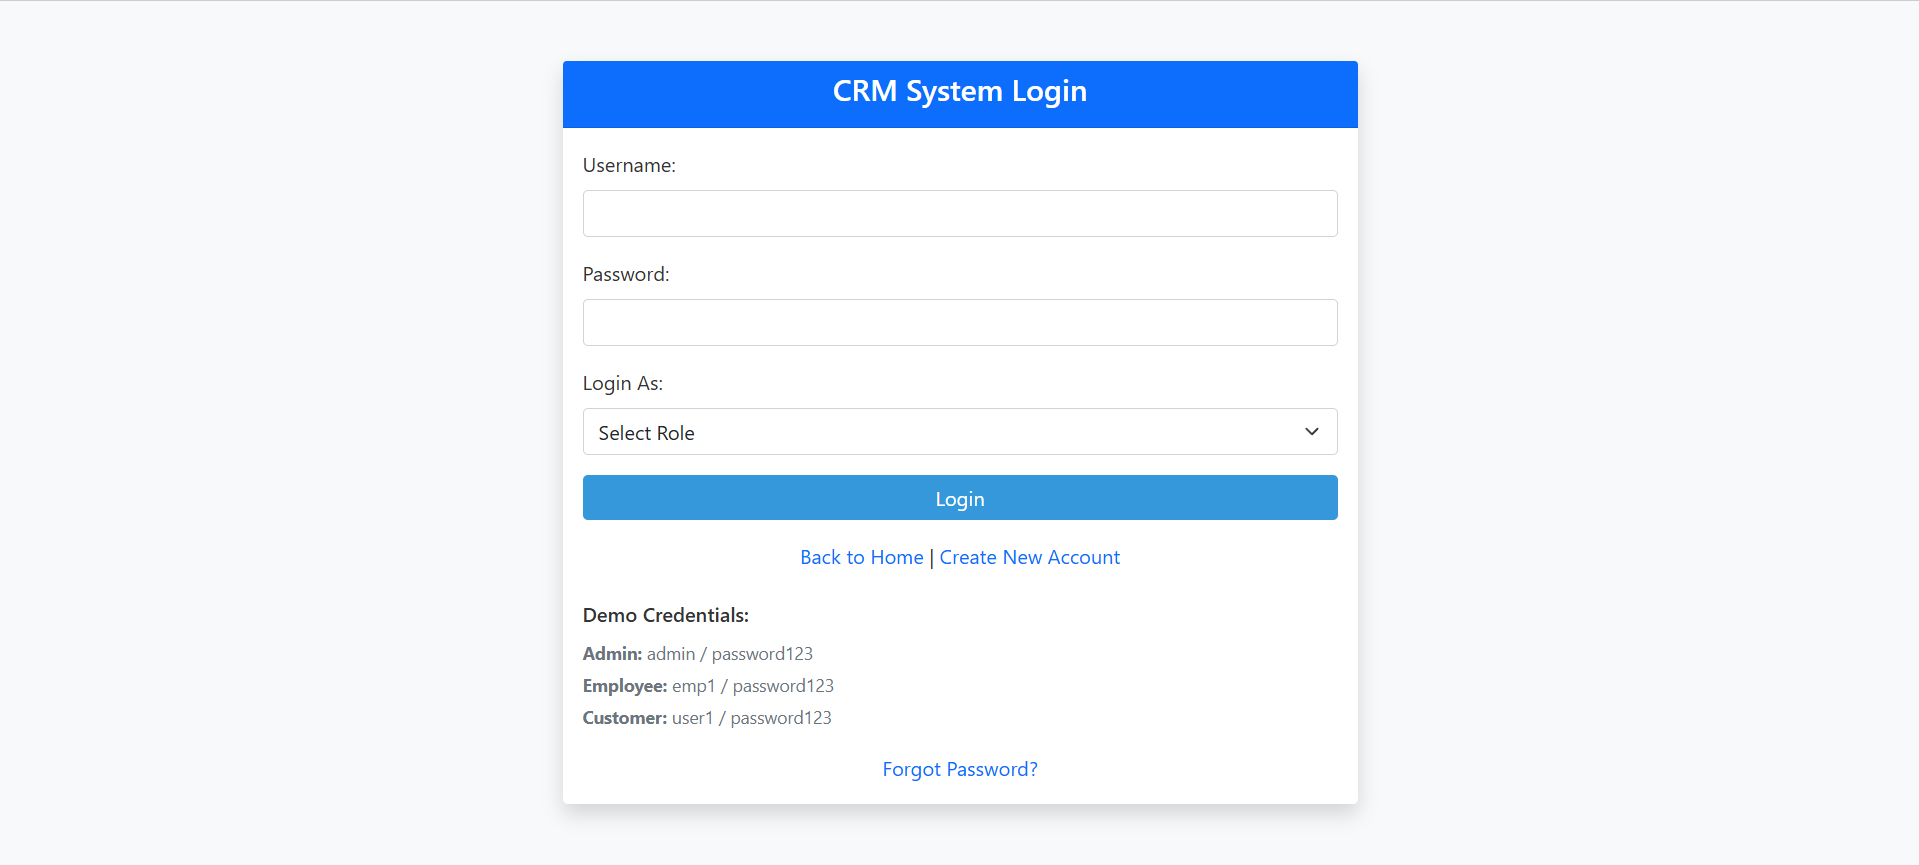 CRM System Login
Username:
Password:
Login As:
Select Role
Login
Back to Home | Create New Account
Demo Credentials:
Admin: admin / password123
Employee: emp1 / password123
Customer: user1 / password123
Forgot Password?